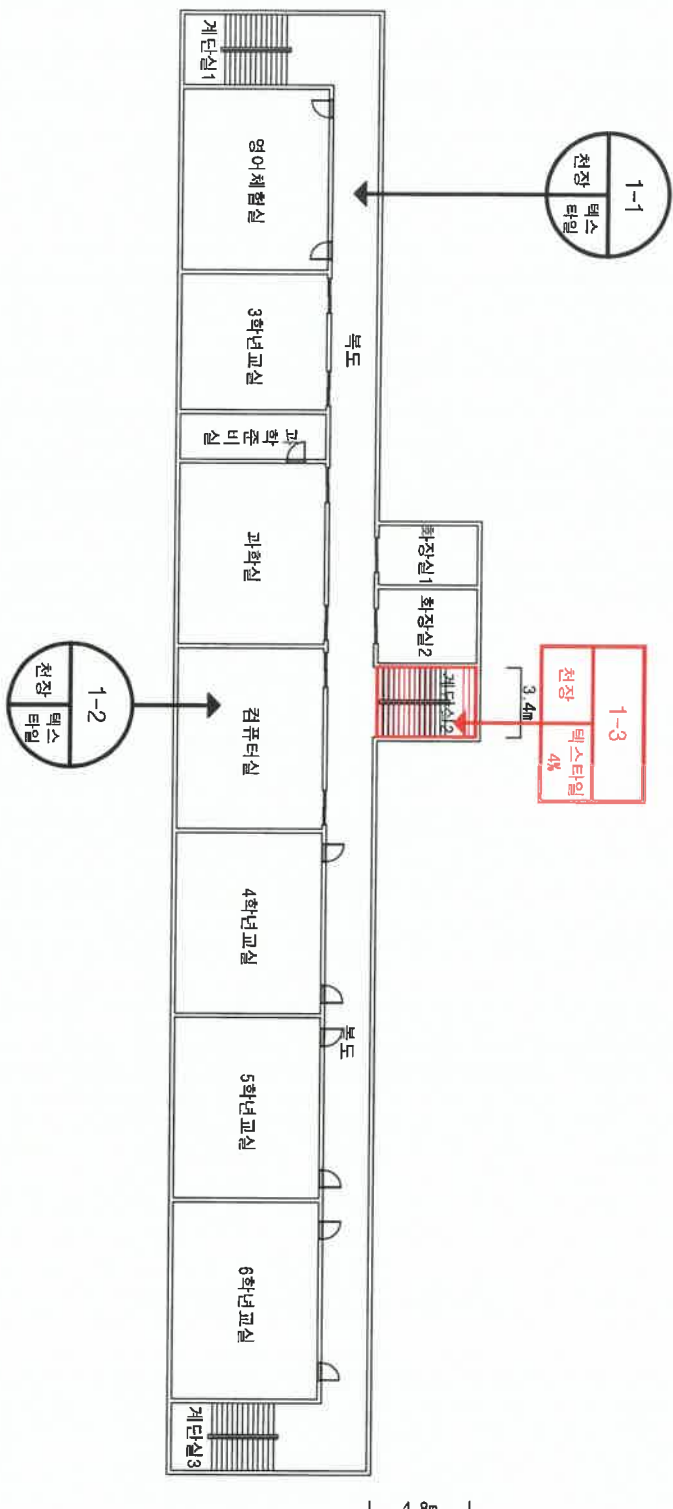 1-1
천장
텍스
타일
계단실1
영어체험실
3학년교실
복도
과
학
준
비
실
과학실
화장실1
화장실2
계단실2
3.4m
1-3
천장
텍스타일
4%
1-2
천장
텍스
타일
컴퓨터실
4학년교실
복도
5학년교실
6학년교실
계단실3
4.8m